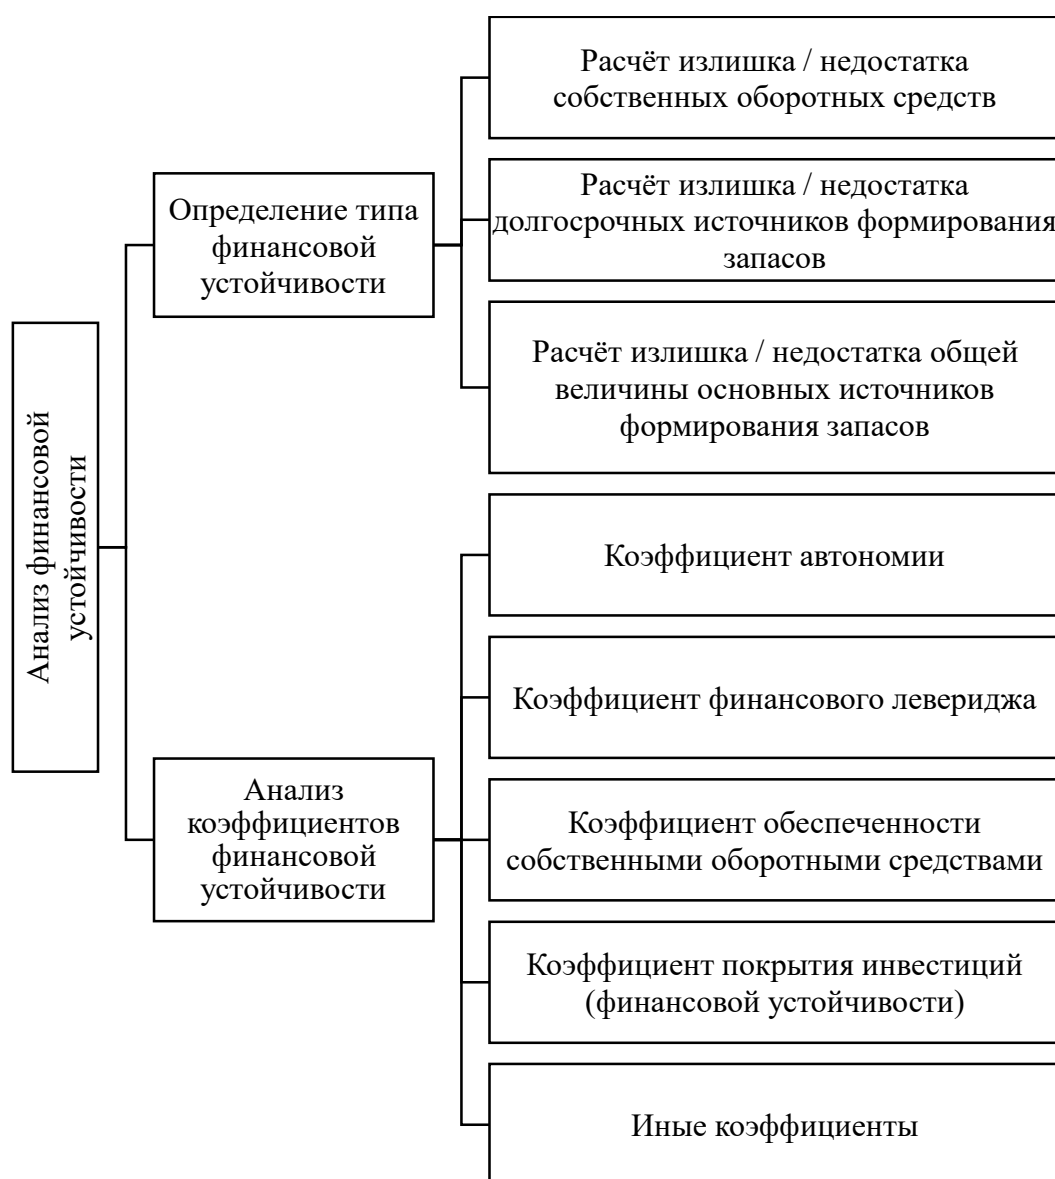 Анализ финансовой
устойчивости
Определение типа
финансовой
устойчивости
Расчёт излишка / недостатка
собственных оборотных средств
Расчёт излишка / недостатка
долгосрочных источников формирования
запасов
Расчёт излишка / недостатка общей
величины основных источников
формирования запасов
Анализ
коэффициентов
финансовой
устойчивости
Коэффициент автономии
Коэффициент финансового левериджа
Коэффициент обеспеченности
собственными оборотными средствами
Коэффициент покрытия инвестиций
(финансовой устойчивости)
Иные коэффициенты